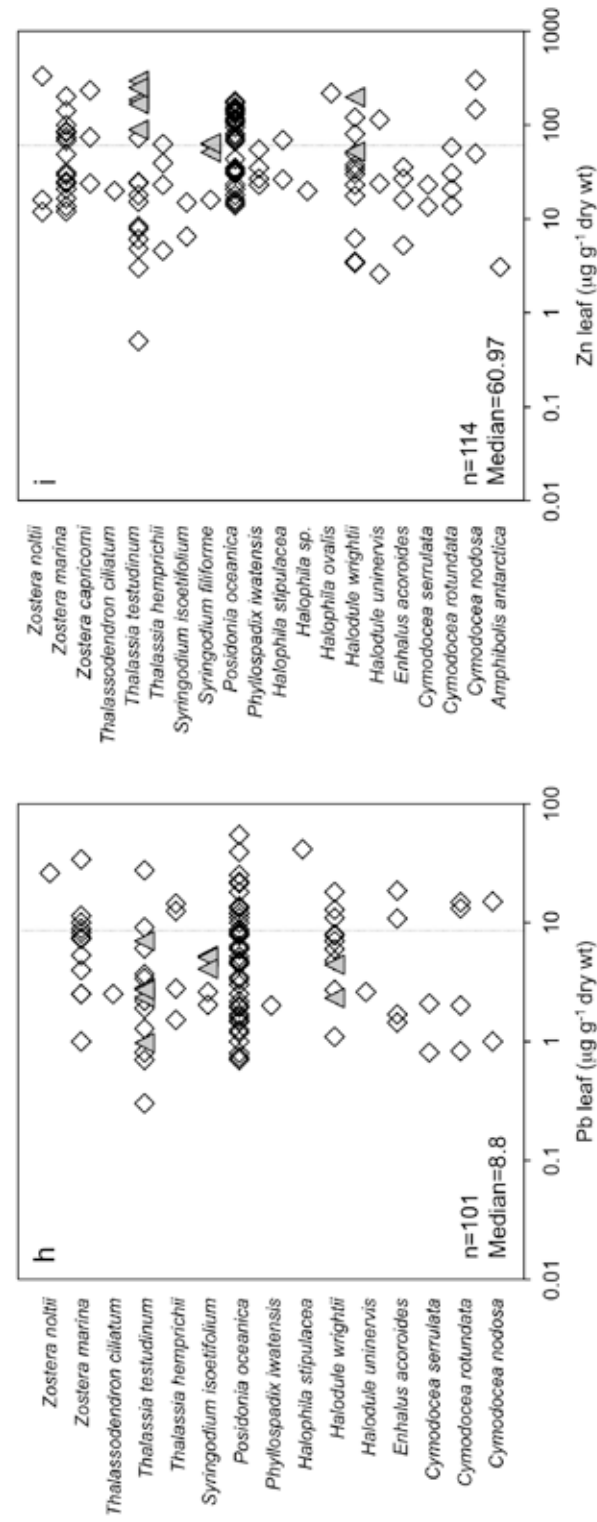 h
Zostera noltii
Zostera marina
Thalassodendron ciliatum
Thalassia testudinum
Thalassia hemprichii
Syringodium isoetifolium
Posidonia oceanica
Phyllospadix iwatensis
Halophila stipulacea
Halodule wrightii
Halodule uninervis
Enhalus acoroides
Cymodocea serrulata
Cymodocea rotundata
Cymodocea nodosa
n=101
Median=8.8
0.01 0.1 1 10 100
Pb leaf (µg g⁻¹ dry wt)
i
Zostera noltii
Zostera marina
Zostera capricorni
Thalassodendron ciliatum
Thalassia testudinum
Thalassia hemprichii
Syringodium isoetifolium
Syringodium filiforme
Posidonia oceanica
Phyllospadix iwatensis
Halophila stipulacea
Halophila sp.
Halophila ovalis
Halodule wrightii
Halodule uninervis
Enhalus acoroides
Cymodocea serrulata
Cymodocea rotundata
Cymodocea nodosa
Amphibolis antarctica
n=114
Median=60.97
0.01 0.1 1 10 100 1000
Zn leaf (µg g⁻¹ dry wt)